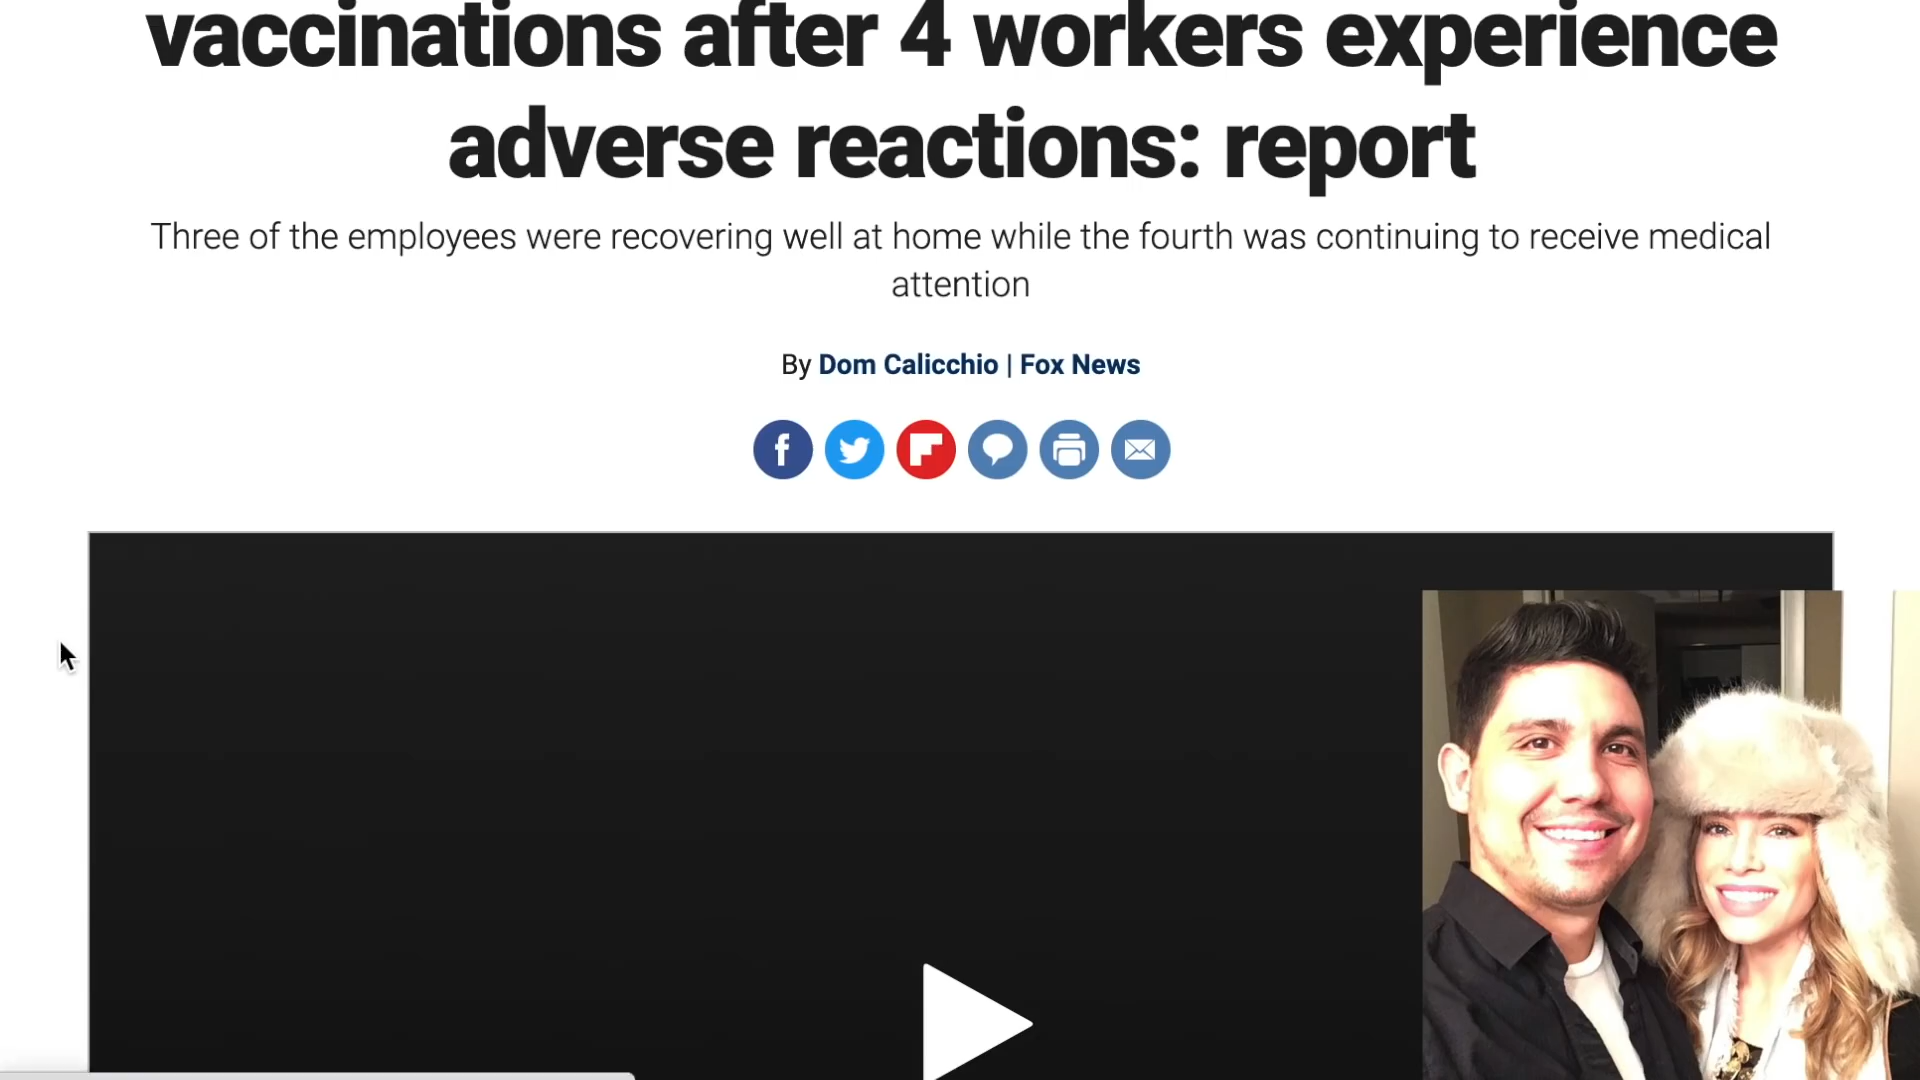 vaccinations after 4 workers experience
adverse reactions: report
Three of the employees were recovering well at home while the fourth was continuing to receive medical
attention
By Dom Calicchio | Fox News